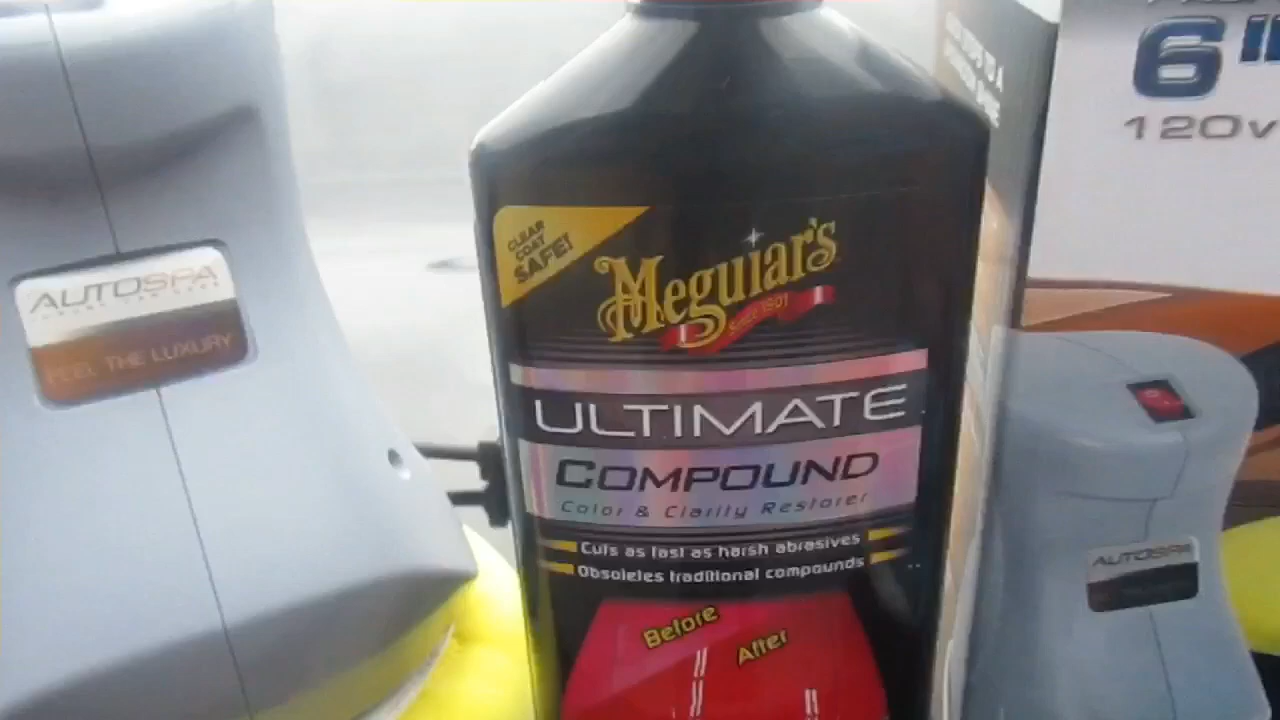 AUTOSPA
FEEL THE LUXURY
CLEAR
COAT
SAFE!
Meguiar's
Since 1901
ULTIMATE
COMPOUND
Color & Clarity Restorer
Cuts as fast as harsh abrasives
Obsoletes traditional compounds
Before
After
6
120v
AUTOSPA